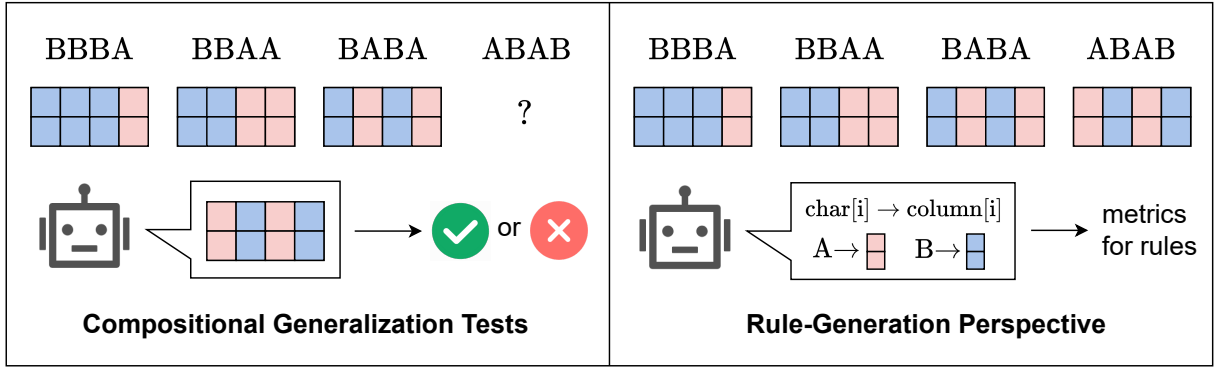 BBBA BBAA BABA ABAB
?
or
Compositional Generalization Tests
BBBA BBAA BABA ABAB
char[i] → column[i]
A→ B→
metrics
for rules
Rule-Generation Perspective